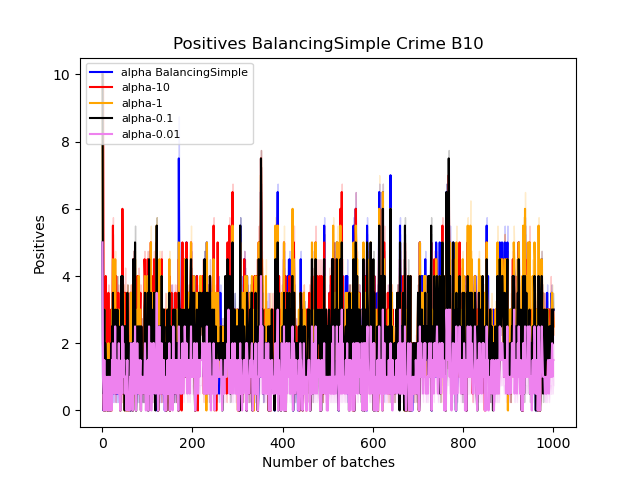 Positives BalancingSimple Crime B10
10
8
6
4
2
0
Positives
alpha BalancingSimple
alpha-10
alpha-1
alpha-0.1
alpha-0.01
0 200 400 600 800 1000
Number of batches